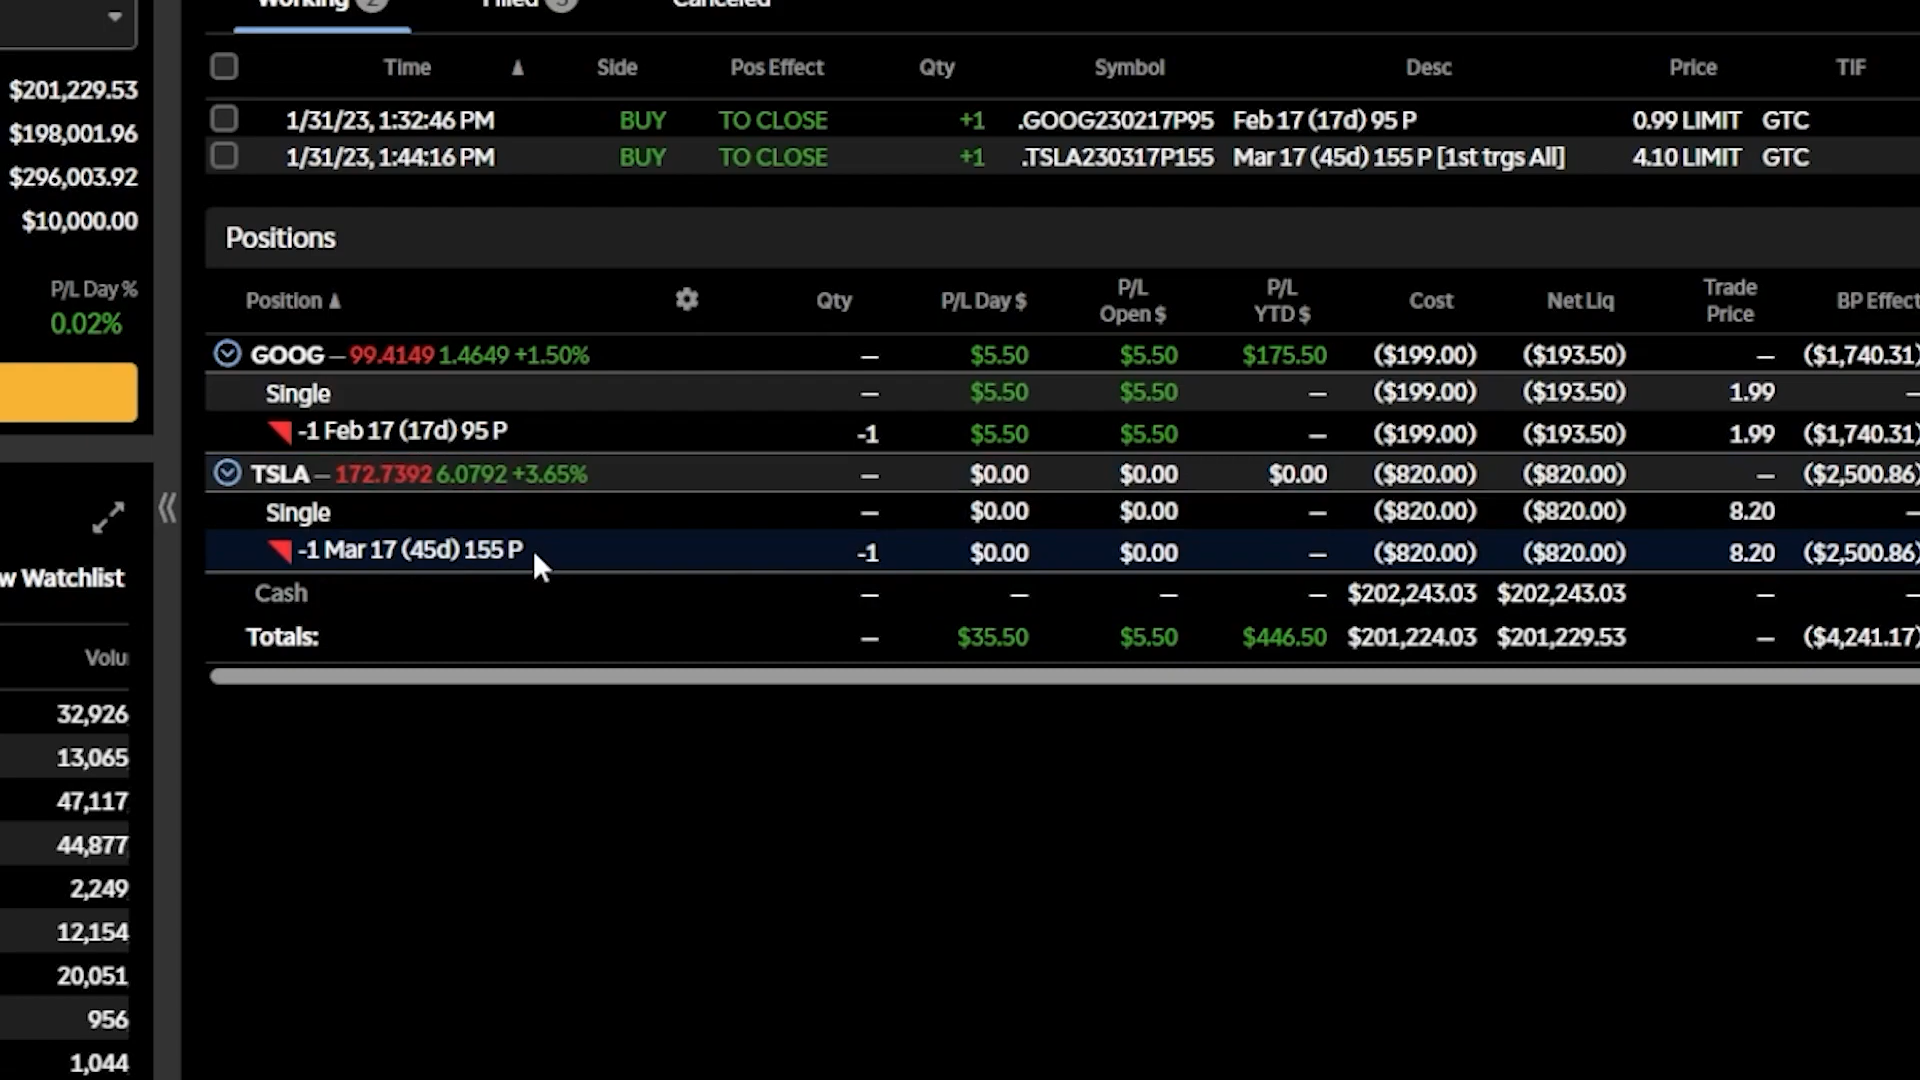 Working 2 Filled 3 Canceled
$201,229.53
$198,001.96
$296,003.92
$10,000.00
P/L Day %
0.02%
w Watchlist
Volu
32,926
13,065
47,117
44,877
2,249
12,154
20,051
956
1,044
Time ▲ Side Pos Effect Qty Symbol Desc Price TIF
1/31/23, 1:32:46 PM BUY TO CLOSE +1 .GOOG230217P95 Feb 17 (17d) 95 P 0.99 LIMIT GTC
1/31/23, 1:44:16 PM BUY TO CLOSE +1 .TSLA230317P155 Mar 17 (45d) 155 P [1st trgs All] 4.10 LIMIT GTC
Positions
Position ▲ Qty P/L Day $ P/L Open $ P/L YTD $ Cost Net Liq Trade Price BP Effect
GOOG — 99.4149 1.4649 +1.50% — $5.50 $5.50 $175.50 ($199.00) ($193.50) — ($1,740.31)
Single — $5.50 $5.50 — ($199.00) ($193.50) 1.99 —
-1 Feb 17 (17d) 95 P -1 $5.50 $5.50 — ($199.00) ($193.50) 1.99 ($1,740.31)
TSLA — 172.7392 6.0792 +3.65% — $0.00 $0.00 $0.00 ($820.00) ($820.00) — ($2,500.86)
Single — $0.00 $0.00 — ($820.00) ($820.00) 8.20 —
-1 Mar 17 (45d) 155 P -1 $0.00 $0.00 — ($820.00) ($820.00) 8.20 ($2,500.86)
Cash — — — — $202,243.03 $202,243.03 — —
Totals: — $35.50 $5.50 $446.50 $201,224.03 $201,229.53 — ($4,241.17)